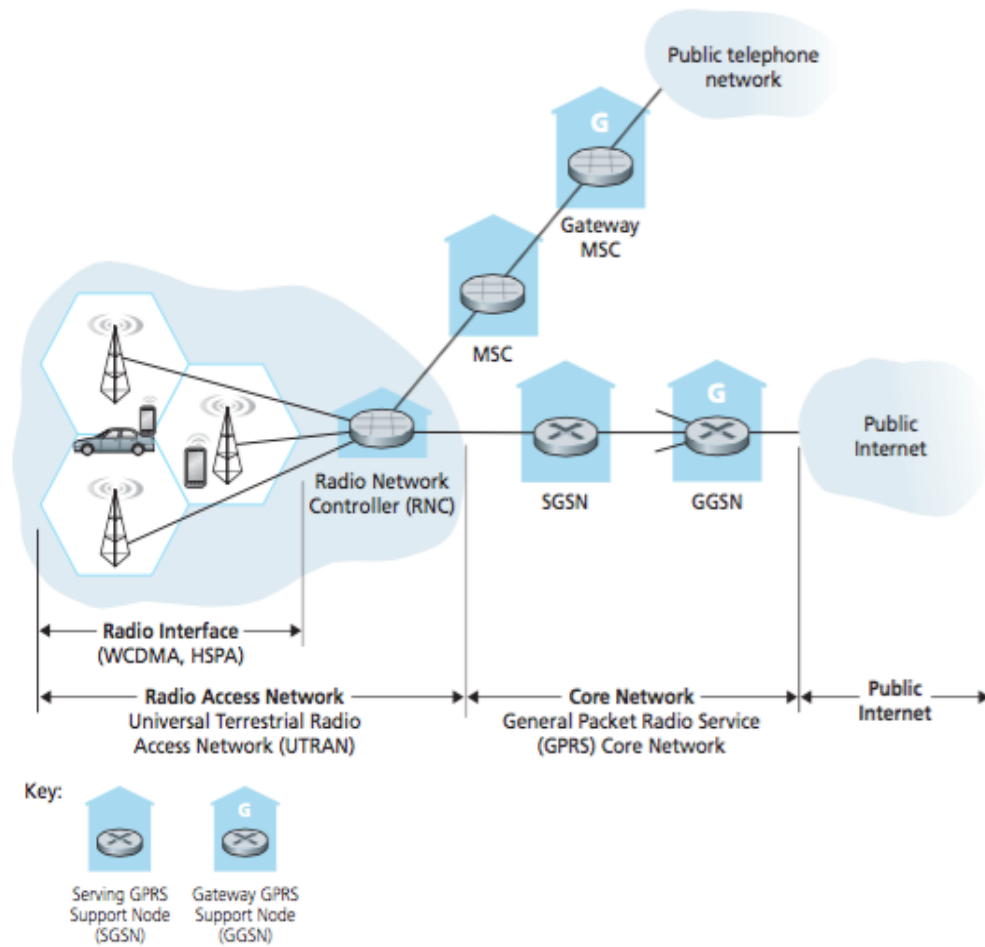 Public telephone
network
G
Gateway
MSC
MSC
G
Public
Internet
Radio Network
Controller (RNC)
SGSN
GGSN
Radio Interface
(WCDMA, HSPA)
Radio Access Network
Universal Terrestrial Radio
Access Network (UTRAN)
Core Network
General Packet Radio Service
(GPRS) Core Network
Public
Internet
Key:
G
Serving GPRS
Support Node
(SGSN)
Gateway GPRS
Support Node
(GGSN)